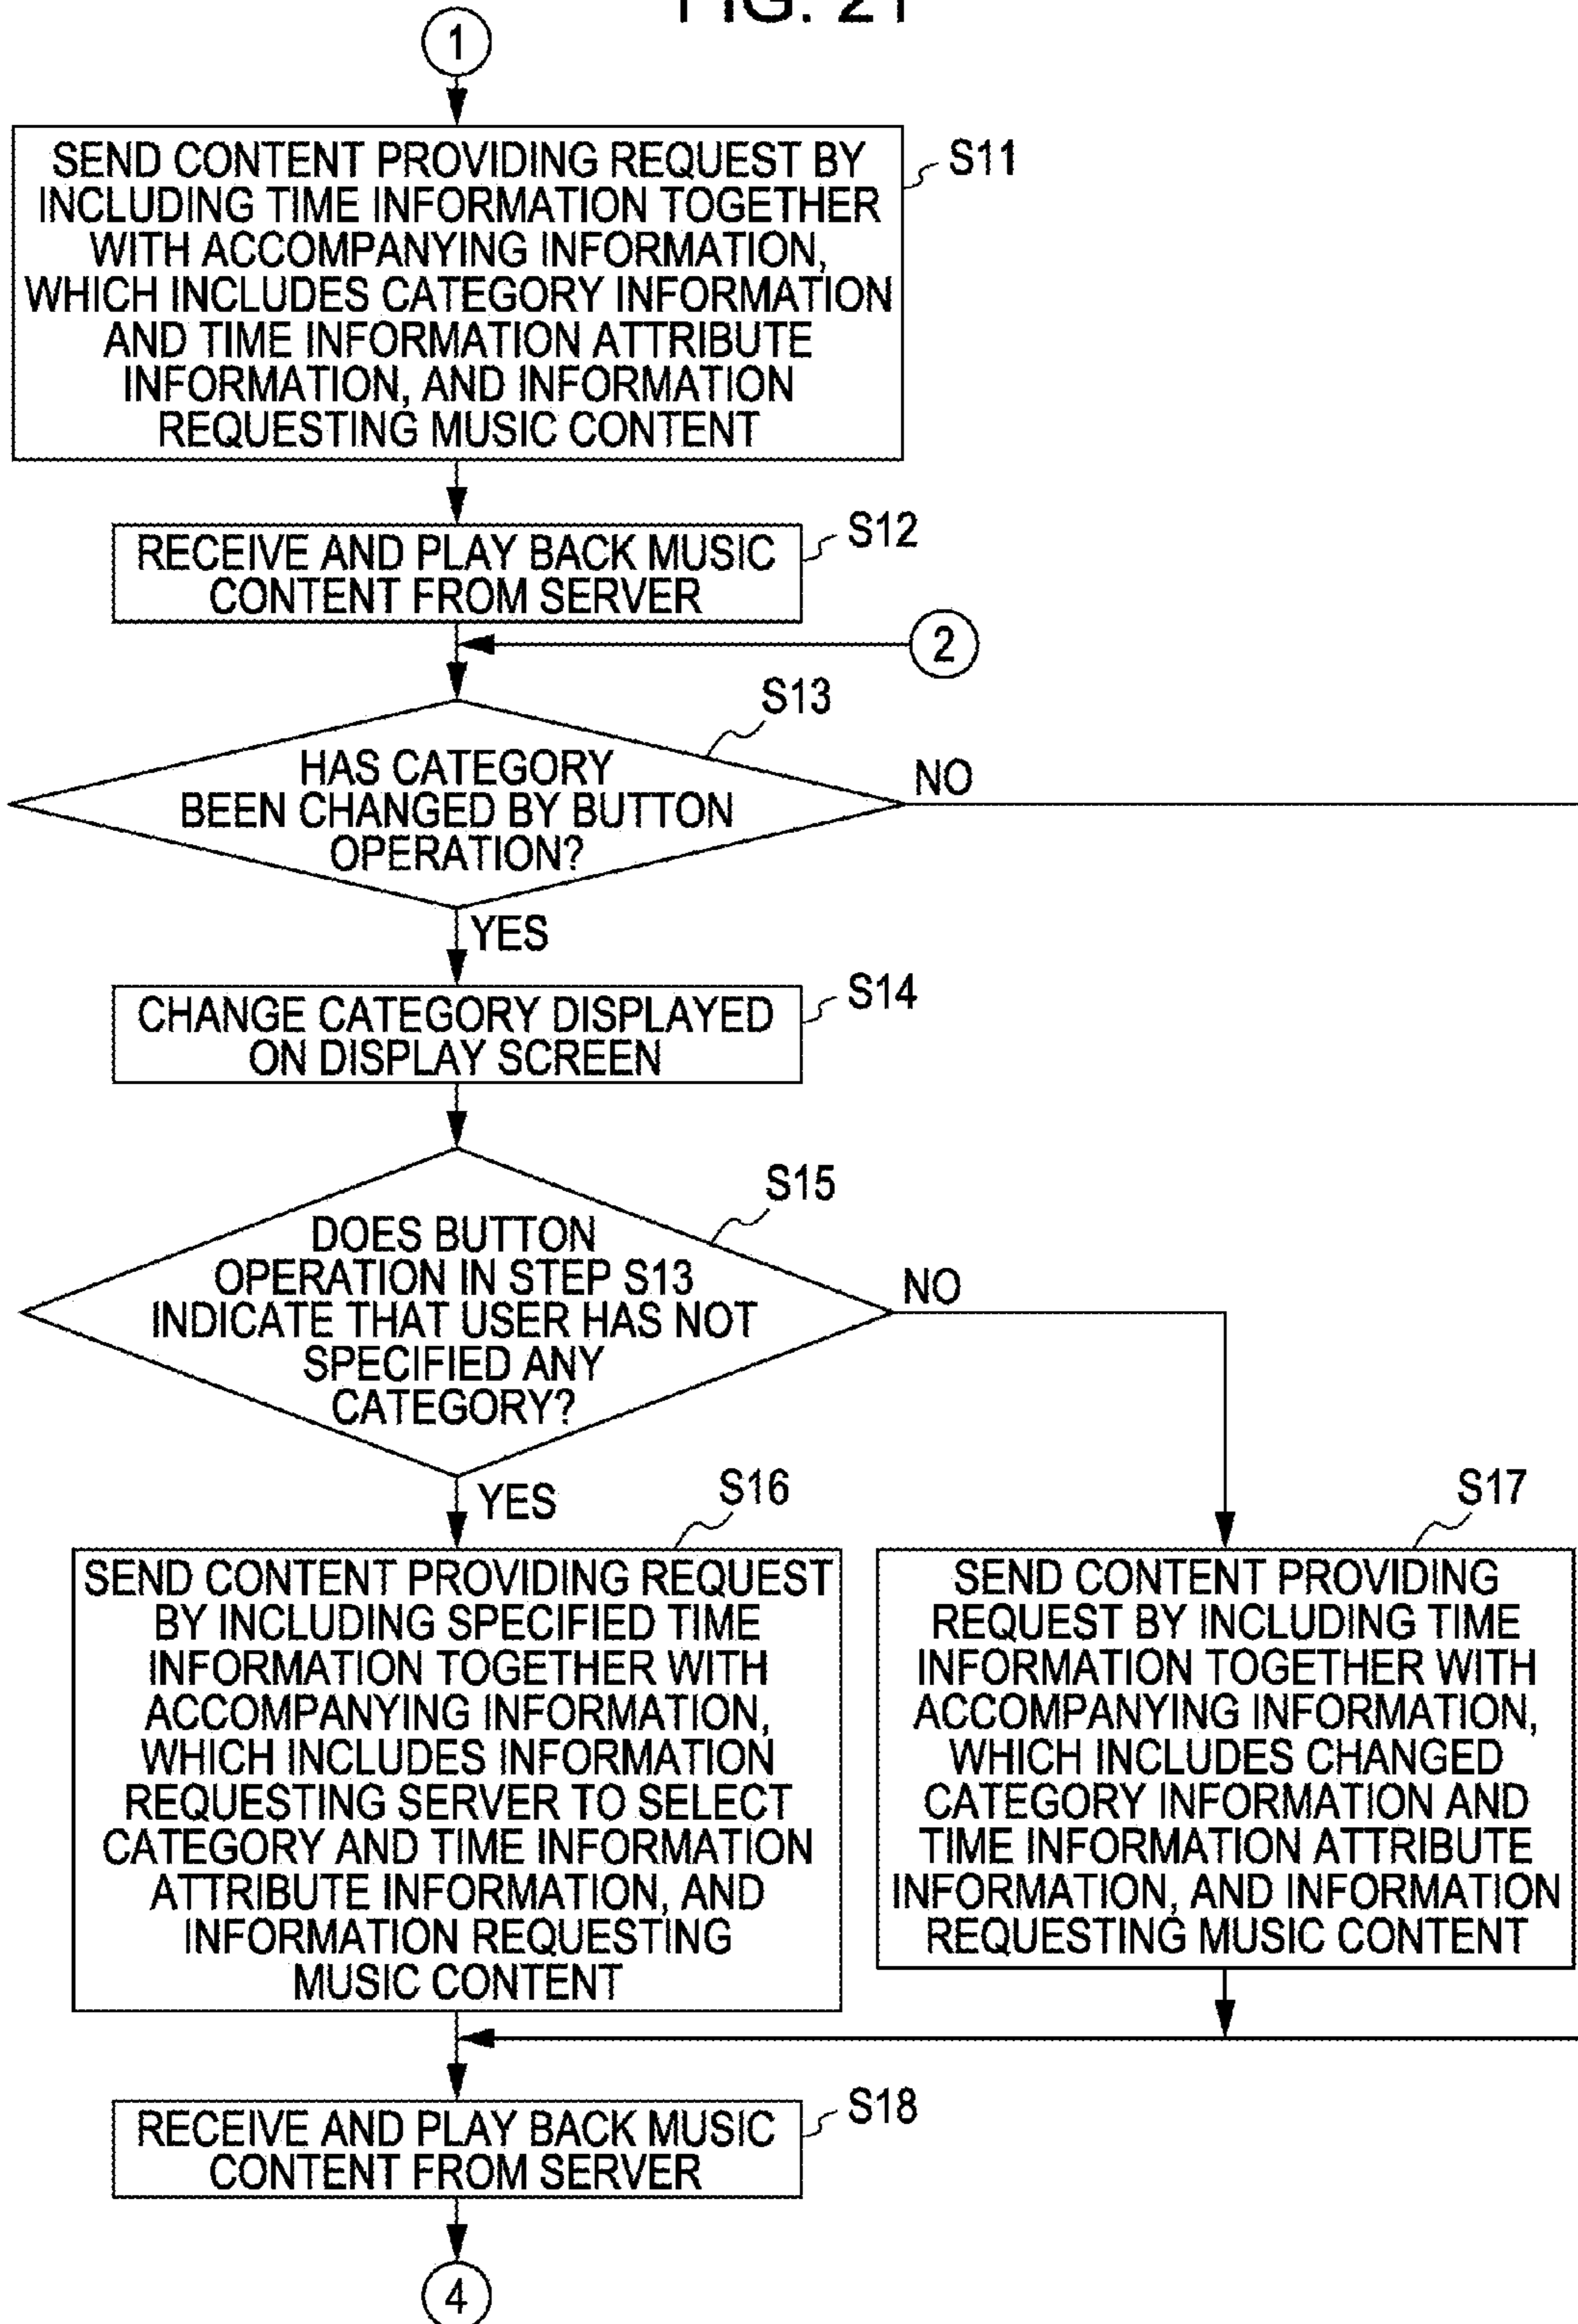 FIG. 21
1
SEND CONTENT PROVIDING REQUEST BY
INCLUDING TIME INFORMATION TOGETHER
WITH ACCOMPANYING INFORMATION,
WHICH INCLUDES CATEGORY INFORMATION
AND TIME INFORMATION ATTRIBUTE
INFORMATION, AND INFORMATION
REQUESTING MUSIC CONTENT
S11
RECEIVE AND PLAY BACK MUSIC
CONTENT FROM SERVER
S12
2
S13
HAS CATEGORY
BEEN CHANGED BY BUTTON
OPERATION?
NO
YES
CHANGE CATEGORY DISPLAYED
ON DISPLAY SCREEN
S14
S15
DOES BUTTON
OPERATION IN STEP S13
INDICATE THAT USER HAS NOT
SPECIFIED ANY
CATEGORY?
NO
YES
S16
SEND CONTENT PROVIDING REQUEST
BY INCLUDING SPECIFIED TIME
INFORMATION TOGETHER WITH
ACCOMPANYING INFORMATION,
WHICH INCLUDES INFORMATION
REQUESTING SERVER TO SELECT
CATEGORY AND TIME INFORMATION
ATTRIBUTE INFORMATION, AND
INFORMATION REQUESTING
MUSIC CONTENT
S17
SEND CONTENT PROVIDING
REQUEST BY INCLUDING TIME
INFORMATION TOGETHER WITH
ACCOMPANYING INFORMATION,
WHICH INCLUDES CHANGED
CATEGORY INFORMATION AND
TIME INFORMATION ATTRIBUTE
INFORMATION, AND INFORMATION
REQUESTING MUSIC CONTENT
RECEIVE AND PLAY BACK MUSIC
CONTENT FROM SERVER
S18
4